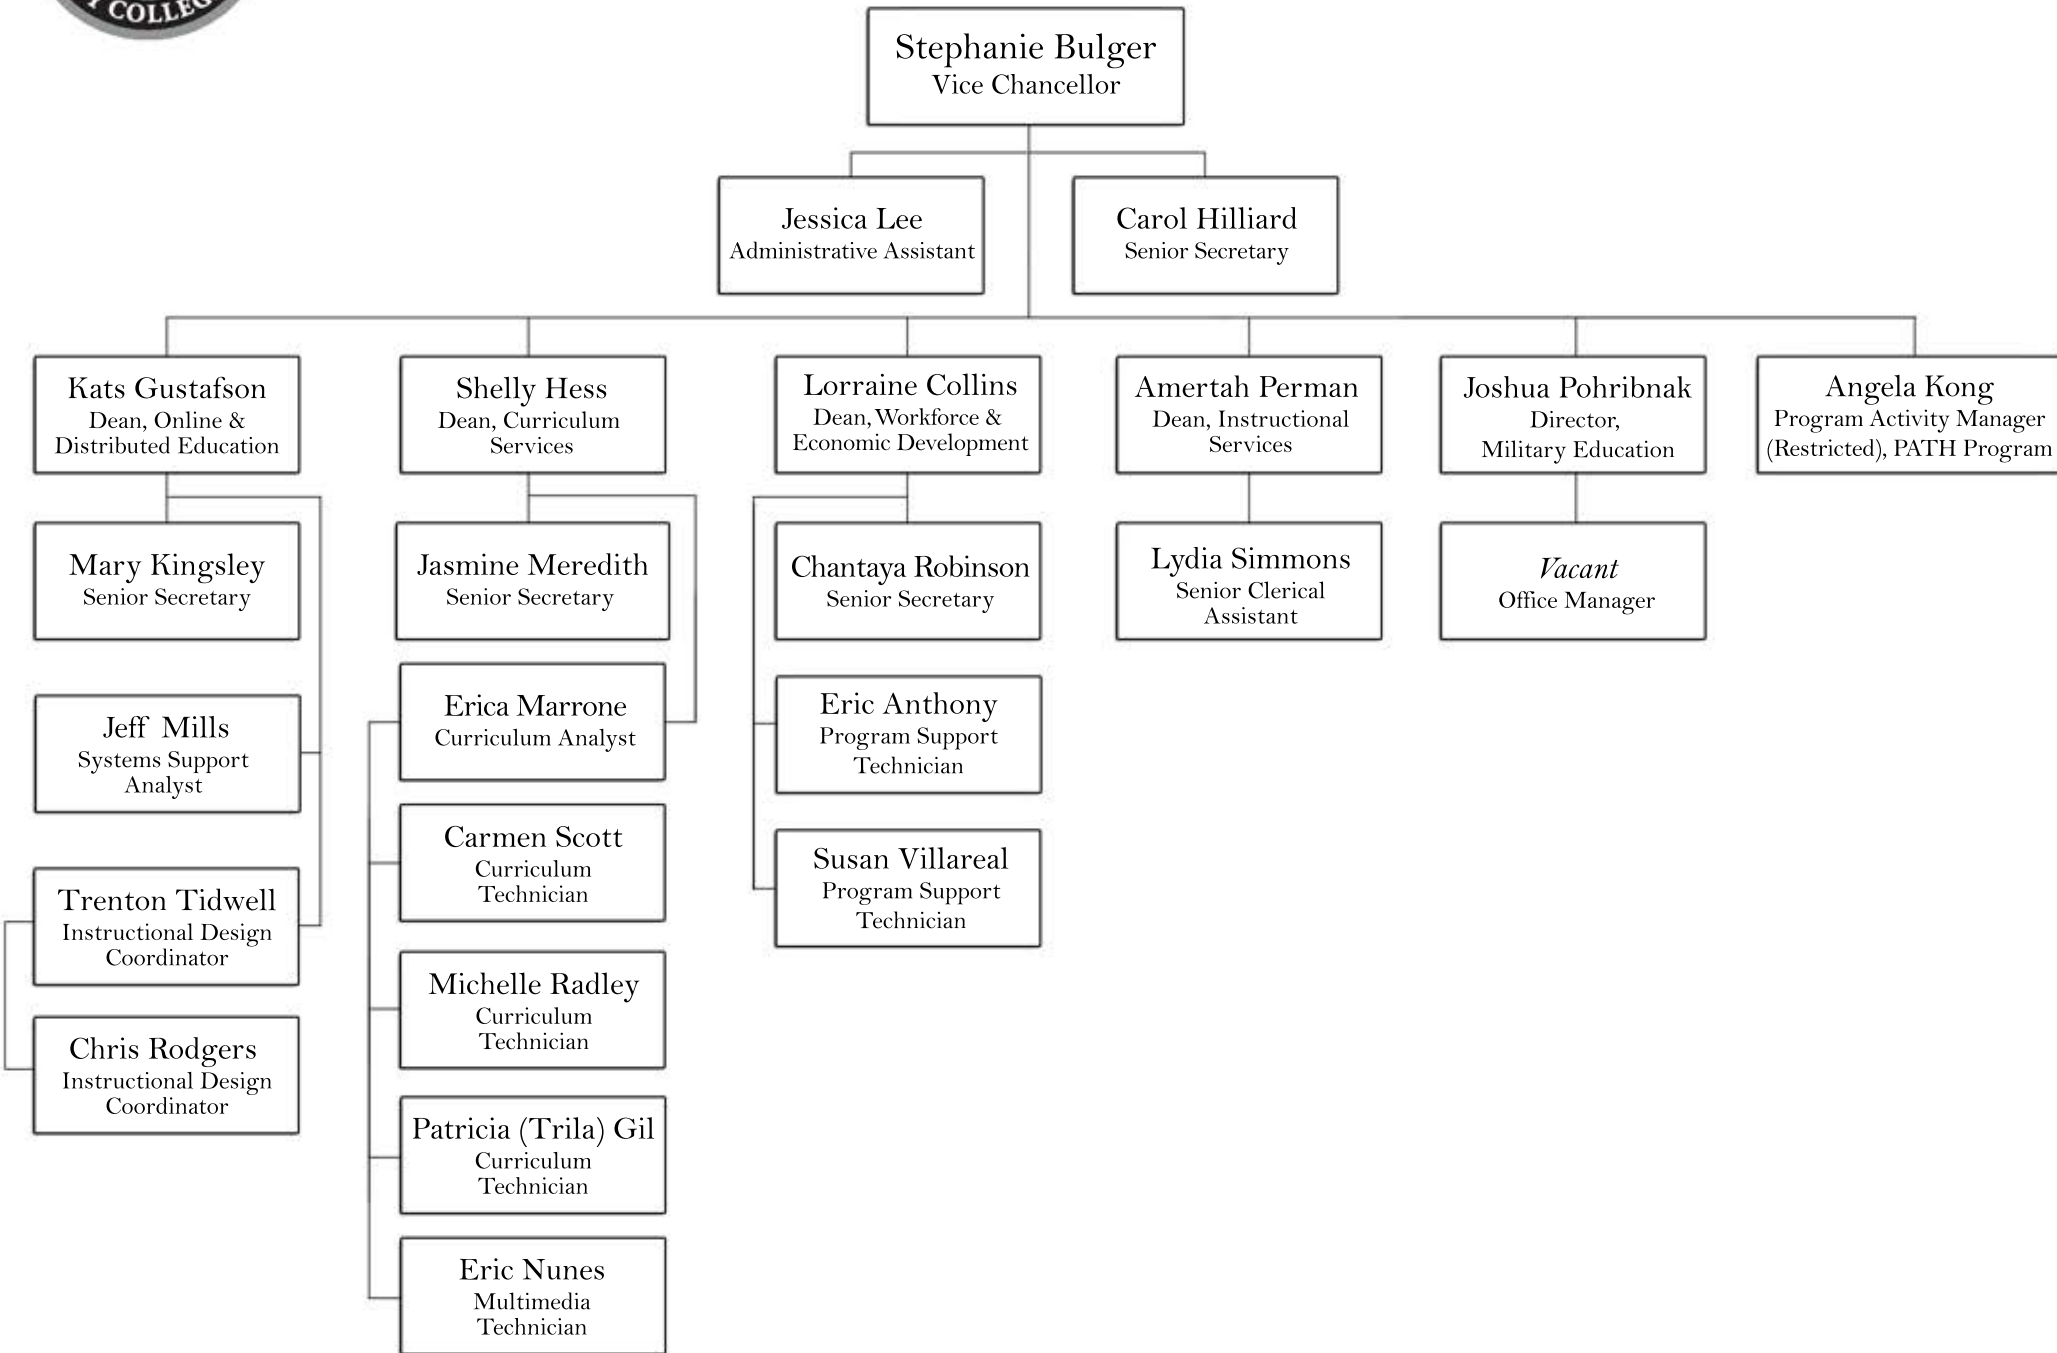 Y COLLEG
Stephanie Bulger
Vice Chancellor
Jessica Lee
Administrative Assistant
Carol Hilliard
Senior Secretary
Kats Gustafson
Dean, Online &
Distributed Education
Shelly Hess
Dean, Curriculum
Services
Lorraine Collins
Dean, Workforce &
Economic Development
Amertah Perman
Dean, Instructional
Services
Joshua Pohribnak
Director,
Military Education
Angela Kong
Program Activity Manager
(Restricted), PATH Program
Mary Kingsley
Senior Secretary
Jasmine Meredith
Senior Secretary
Chantaya Robinson
Senior Secretary
Lydia Simmons
Senior Clerical
Assistant
Vacant
Office Manager
Jeff Mills
Systems Support
Analyst
Erica Marrone
Curriculum Analyst
Eric Anthony
Program Support
Technician
Trenton Tidwell
Instructional Design
Coordinator
Carmen Scott
Curriculum
Technician
Susan Villareal
Program Support
Technician
Chris Rodgers
Instructional Design
Coordinator
Michelle Radley
Curriculum
Technician
Patricia (Trila) Gil
Curriculum
Technician
Eric Nunes
Multimedia
Technician